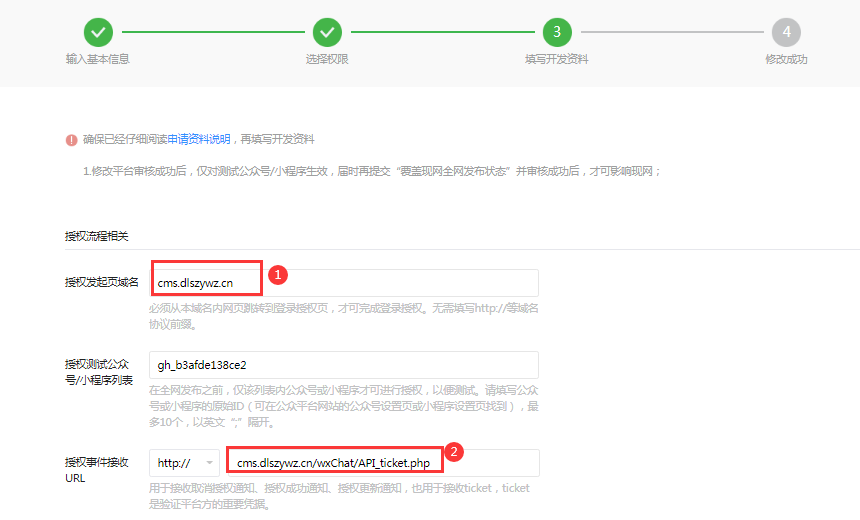 3
4
输入基本信息
选择权限
填写开发资料
修改成功
确保已经仔细阅读申请资料说明，再填写开发资料
1.修改平台审核成功后，仅对测试公众号/小程序生效，届时再提交“覆盖现网全网发布状态”并审核成功后，才可影响现网；
授权流程相关
授权发起页域名
cms.dlszywz.cn
1
必须从本域名内网页跳转到登录授权页，才可完成登录授权。无需填写http://等域名
协议前缀。
授权测试公众
号/小程序列表
gh_b3afde138ce2
在全网发布之前，仅该列表内公众号或小程序才可进行授权，以便测试。请填写公众
号或小程序的原始ID（可在公众平台网站的公众号设置页或小程序设置页找到），最
多10个，以英文“;”隔开。
授权事件接收
URL
http://
cms.dlszywz.cn/wxChat/API_ticket.php
2
用于接收取消授权通知、授权成功通知、授权更新通知，也用于接收ticket，ticket
是验证平台方的重要凭据。